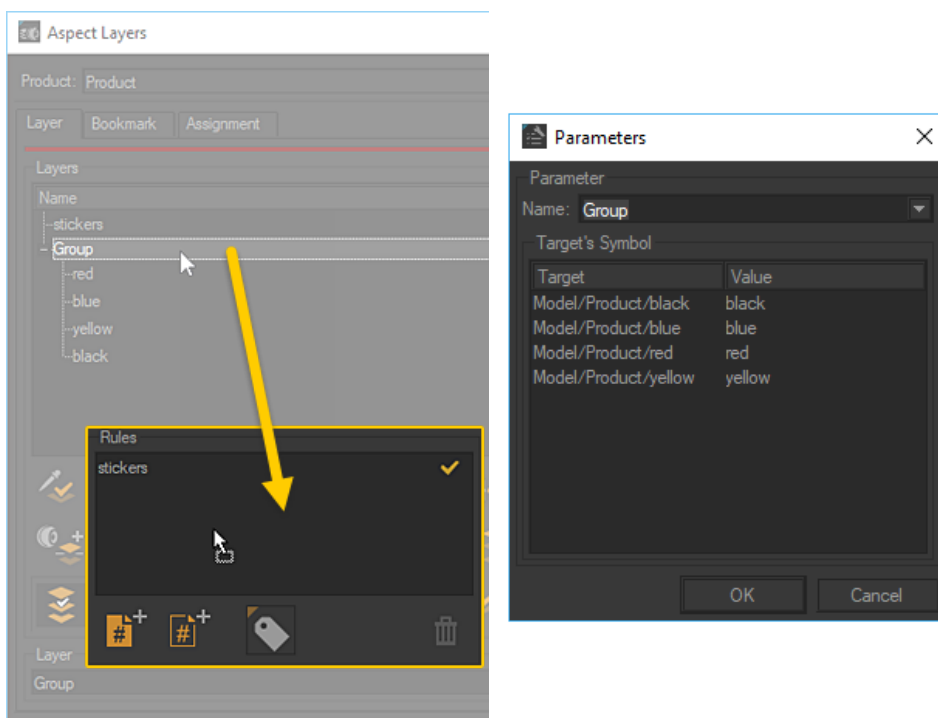 Aspect Layers
Product: Product
Layer Bookmark Assignment
Layers
Name
stickers
Group
red
blue
yellow
black
Rules
stickers
# #
Layer
Group
Parameters
Parameter
Name: Group
Target's Symbol
Target Value
Model/Product/black black
Model/Product/blue blue
Model/Product/red red
Model/Product/yellow yellow
OK Cancel